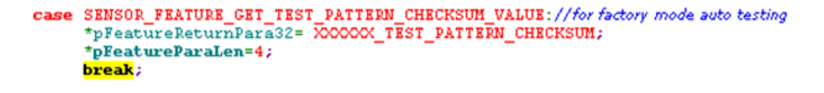 case SENSOR_FEATURE_GET_TEST_PATTERN_CHECKSUM_VALUE://for factory mode auto testing
*pFeatureReturnPara32= XXXXXX_TEST_PATTERN_CHECKSUM;
*pFeatureParaLen=4;
break;